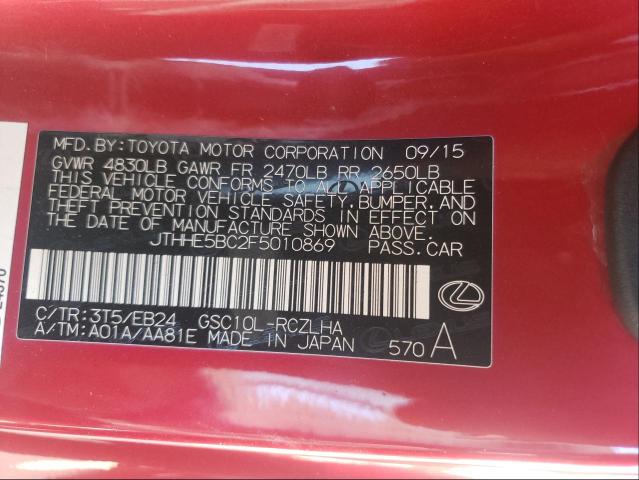 MFD.BY:TOYOTA MOTOR CORPORATION 09/15
GVWR 4830LB GAWR FR 2470LB RR 2650LB
THIS VEHICLE CONFORMS TO ALL APPLICABLE
FEDERAL MOTOR VEHICLE SAFETY,BUMPER,AND
THEFT PREVENTION STANDARDS IN EFFECT ON
THE DATE OF MANUFACTURE SHOWN ABOVE.
JTHHE5BC2F5010869 PASS.CAR
C/TR:3T5/EB24 GSC10L-RCZLHA
A/TM:A01A/AA81E MADE IN JAPAN 570 A